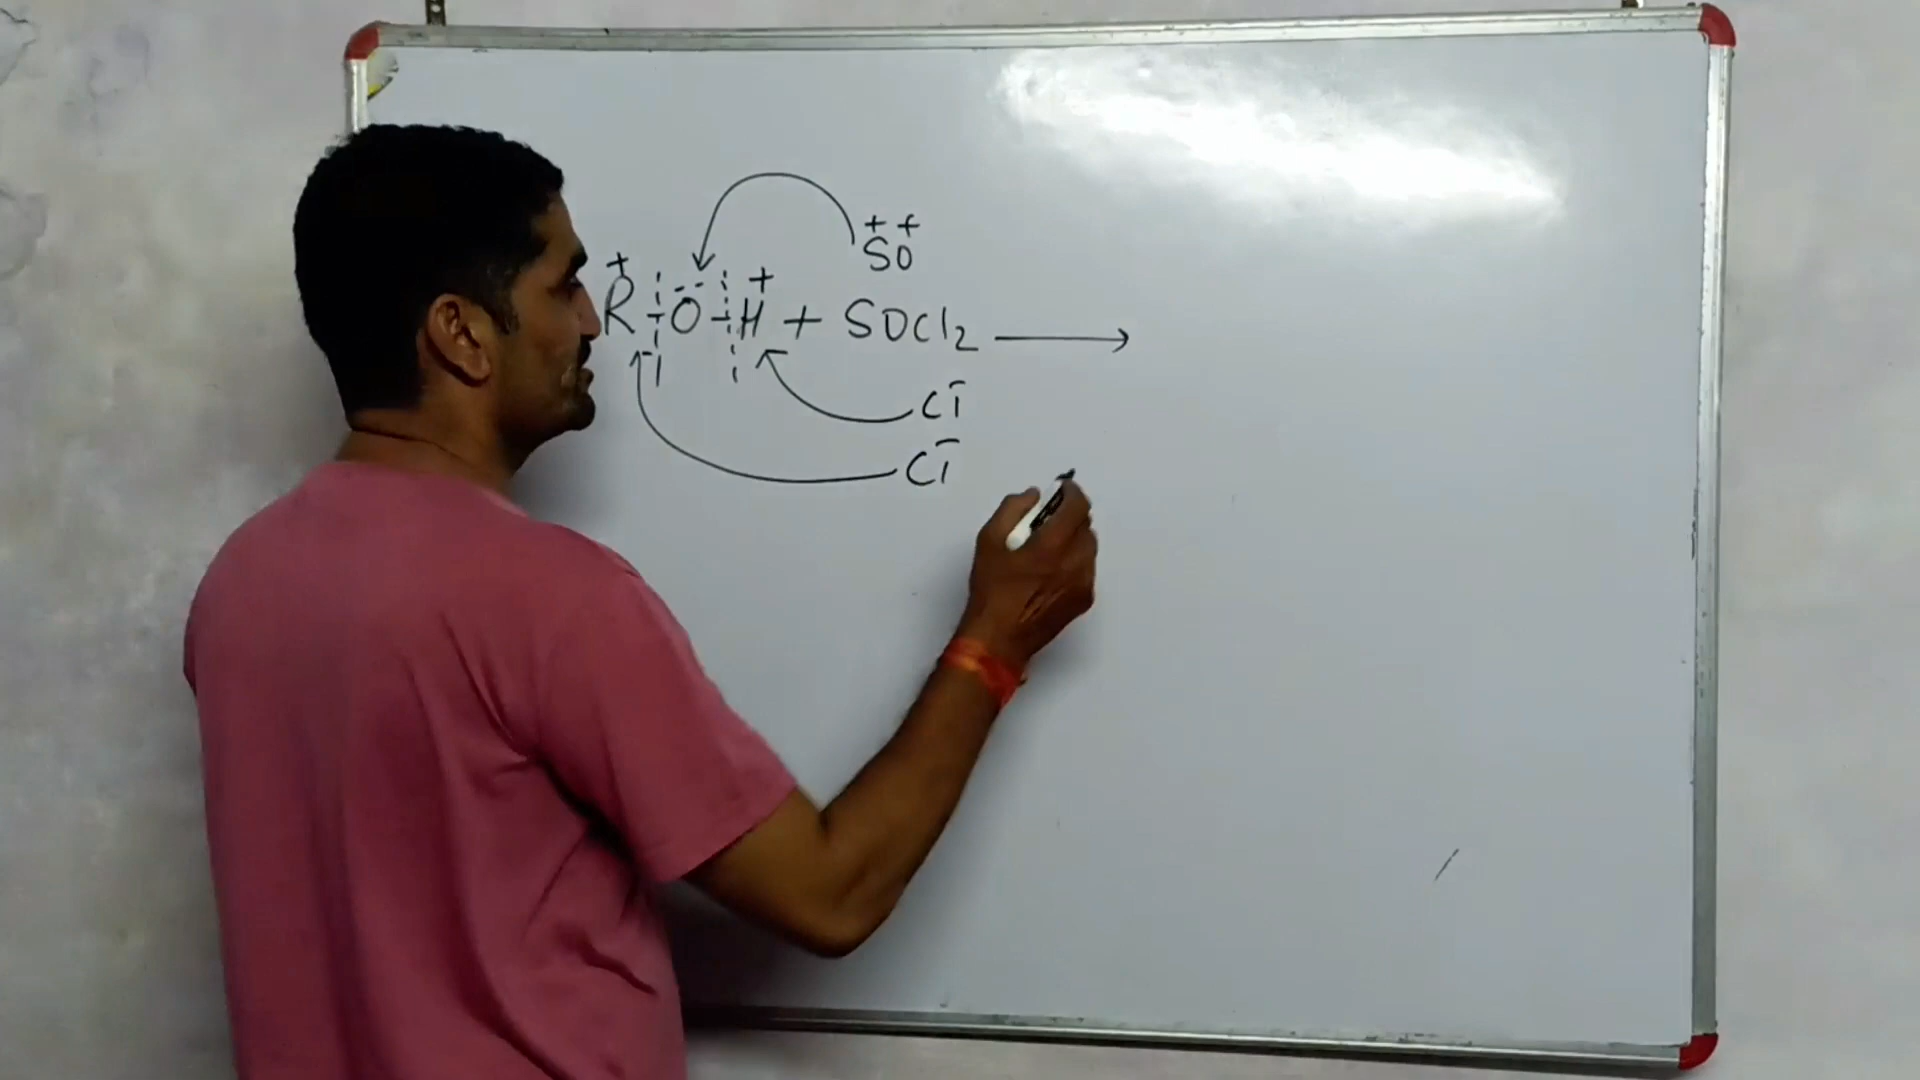 + +
SO
+ - - +
R - O - H + SOCl2 ⟶
Cl-
Cl-